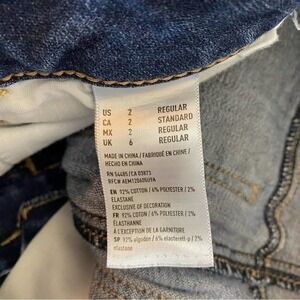 US 2 REGULAR
CA 2 STANDARD
MX 2 REGULAR
UK 6 REGULAR
MADE IN CHINA / FABRIQUÉ EN CHINE /
HECHO EN CHINA
RN 54485/CA 03873
RFC# AEM120605U9A
EN 92% COTTON / 6% POLYESTER / 2%
ELASTANE
EXCLUSIVE OF DECORATION
FR 92% COTON / 6% POLYESTER / 2%
ÉLASTHANNE
À L'EXCEPTION DE LA GARNITURE
SP 92% algodón / 6% / 2%
elastano